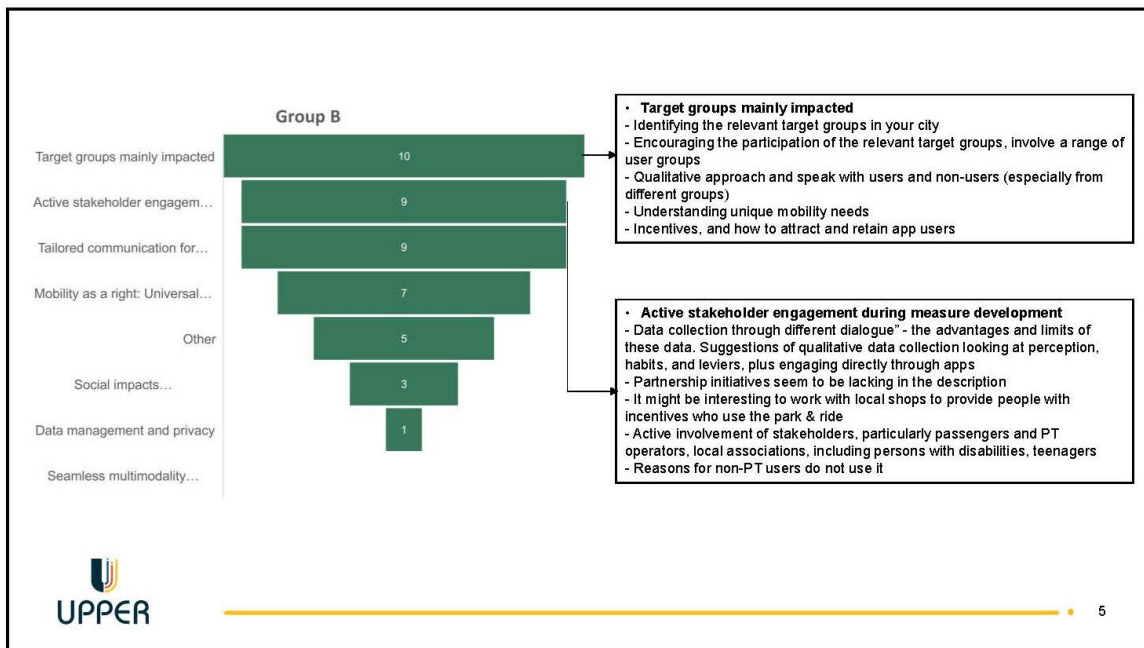 Group B
Target groups mainly impacted
10
Active stakeholder engagem...
9
Tailored communication for...
9
Mobility as a right: Universal...
7
Other
5
Social impacts...
3
Data management and privacy
1
Seamless multimodality...
• Target groups mainly impacted
- Identifying the relevant target groups in your city
- Encouraging the participation of the relevant target groups, involve a range of
user groups
- Qualitative approach and speak with users and non-users (especially from
different groups)
- Understanding unique mobility needs
- Incentives, and how to attract and retain app users
• Active stakeholder engagement during measure development
- Data collection through different dialogue" - the advantages and limits of
these data. Suggestions of qualitative data collection looking at perception,
habits, and leviers, plus engaging directly through apps
- Partnership initiatives seem to be lacking in the description
- It might be interesting to work with local shops to provide people with
incentives who use the park & ride
- Active involvement of stakeholders, particularly passengers and PT
operators, local associations, including persons with disabilities, teenagers
- Reasons for non-PT users do not use it
UPPER
5